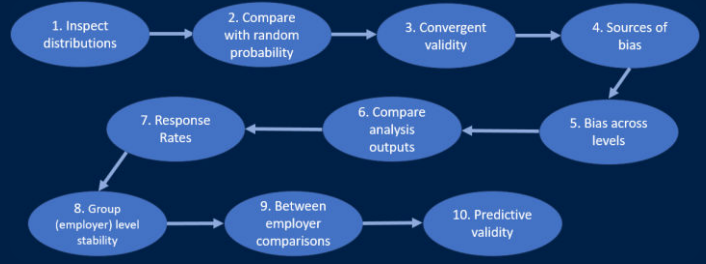 1. Inspect
distributions
2. Compare
with random
probability
3. Convergent
validity
4. Sources of
bias
5. Bias across
levels
6. Compare
analysis
outputs
7. Response
Rates
8. Group
(employer) level
stability
9. Between
employer
comparisons
10. Predictive
validity